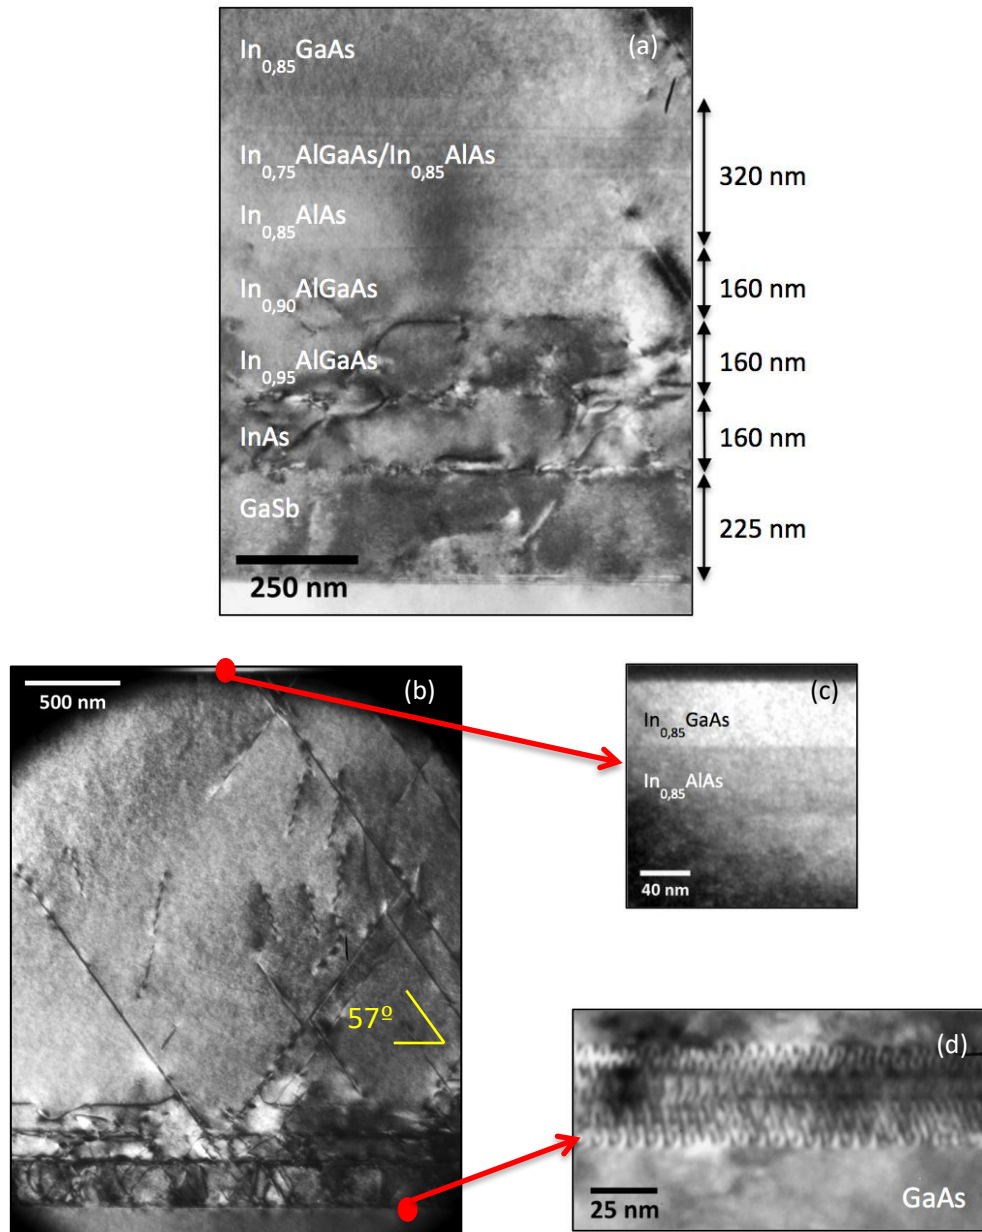 (a)
In0,85GaAs
In0,75AlGaAs/In0,85AlAs
320 nm
In0,85AlAs
In0,90AlGaAs
160 nm
In0,95AlGaAs
160 nm
InAs
160 nm
GaSb
225 nm
250 nm
(b)
500 nm
57º
(c)
In0,85GaAs
In0,85AlAs
40 nm
(d)
25 nm
GaAs